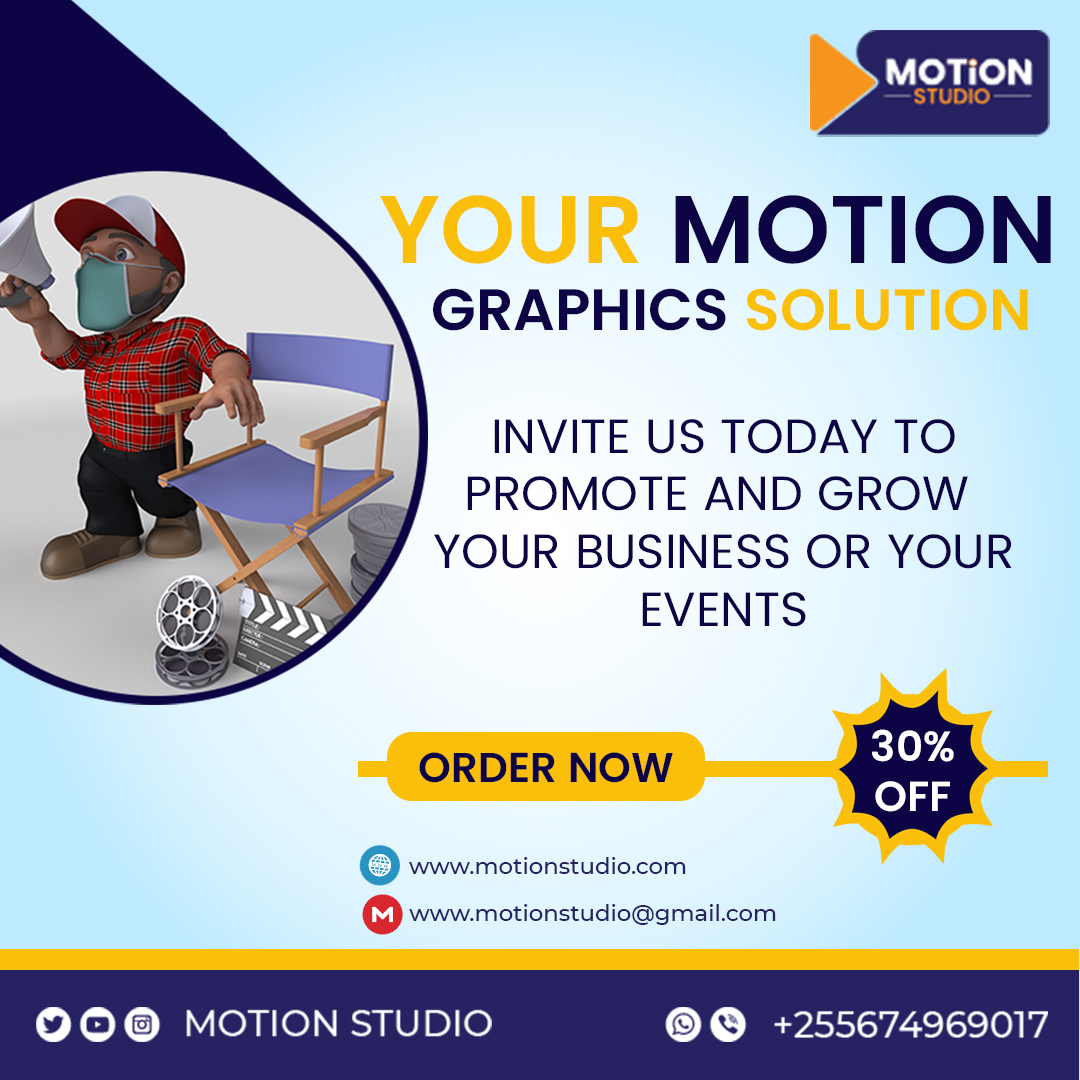 MOTiON
STUDIO
YOUR MOTION
GRAPHICS SOLUTION
INVITE US TODAY TO
PROMOTE AND GROW
YOUR BUSINESS OR YOUR
EVENTS
ORDER NOW
30%
OFF
www.motionstudio.com
www.motionstudio@gmail.com
MOTION STUDIO
+255674969017